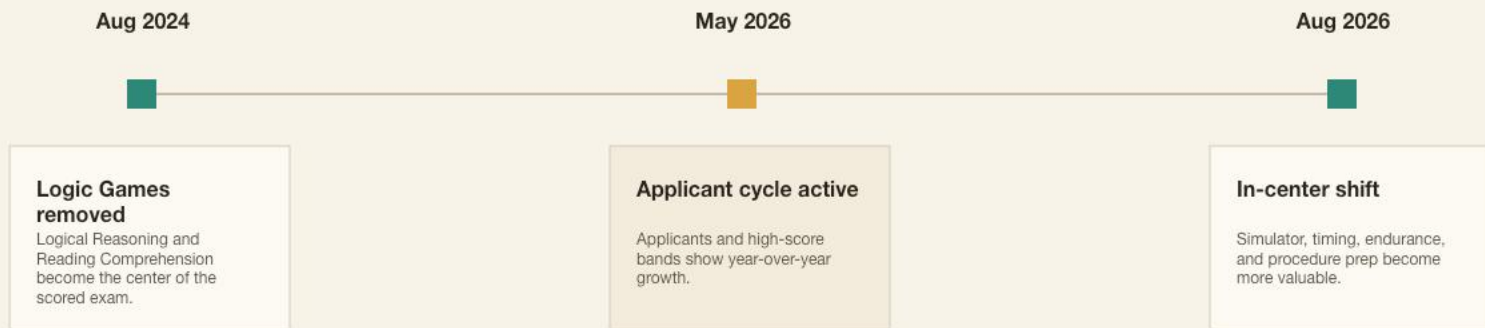 Aug 2024
May 2026
Aug 2026
Logic Games
removed
Logical Reasoning and
Reading Comprehension
become the center of the
scored exam.
Applicant cycle active
Applicants and high-score
bands show year-over-year
growth.
In-center shift
Simulator, timing, endurance,
and procedure prep become
more valuable.